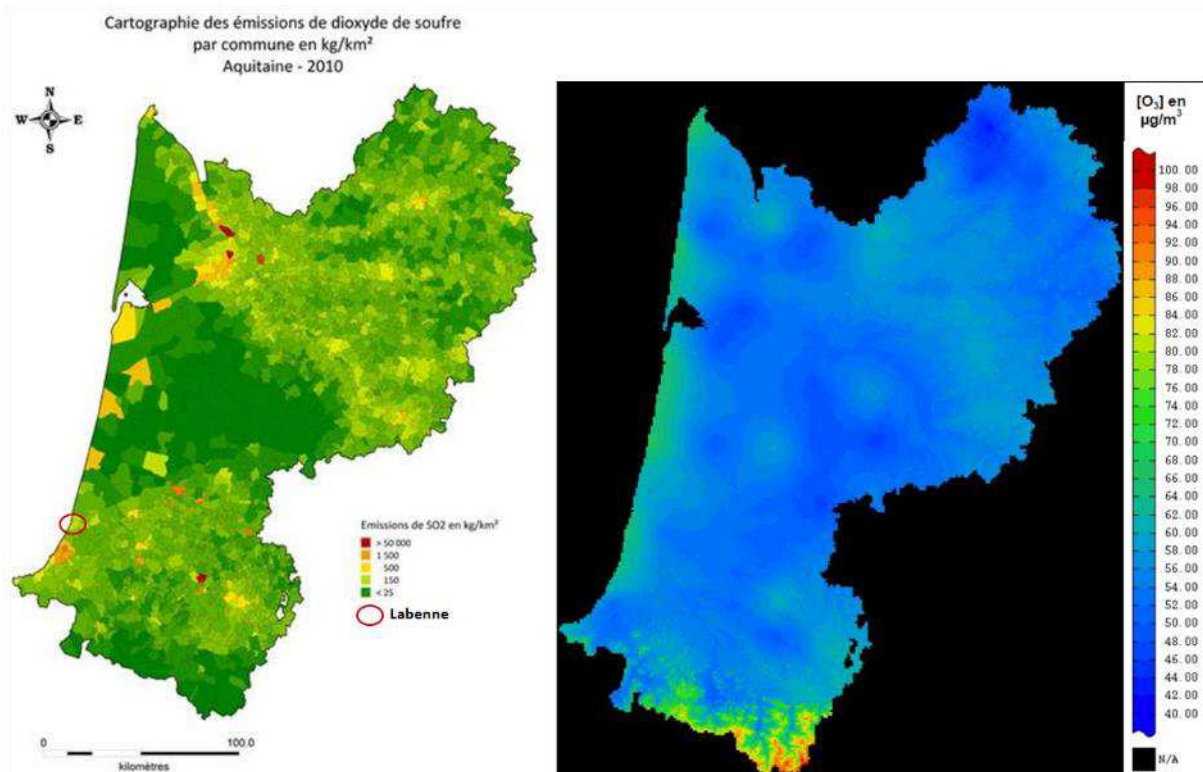 Cartographie des émissions de dioxyde de soufre
par commune en kg/km²
Aquitaine - 2010
N
W E
S
Emissions de SO2 en kg/km²
> 50 000
1 500
500
150
< 25
Labenne
0 100.0
kilomètres
[O₃] en
µg/m³
100.00
98.00
94.00
92.00
90.00
86.00
84.00
82.00
80.00
78.00
76.00
74.00
72.00
70.00
68.00
66.00
64.00
62.00
60.00
58.00
56.00
54.00
52.00
50.00
48.00
46.00
44.00
42.00
40.00
N/A